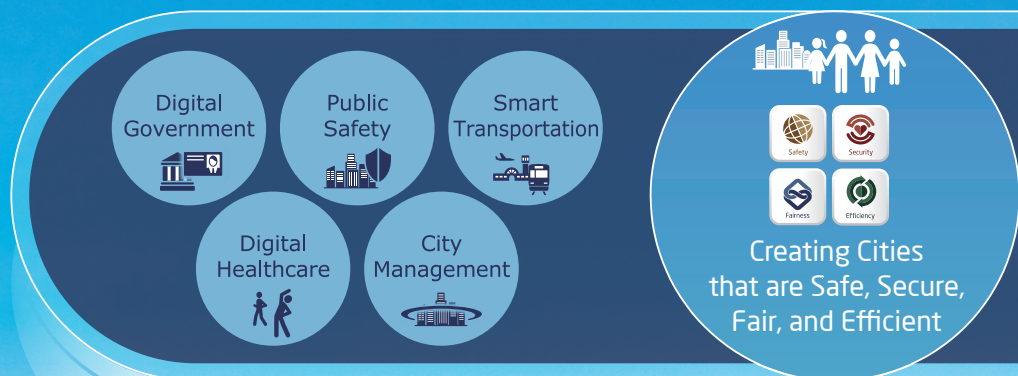 Digital
Government
Public
Safety
Smart
Transportation
Digital
Healthcare
City
Management
Safety
Security
Fairness
Efficiency
Creating Cities
that are Safe, Secure,
Fair, and Efficient